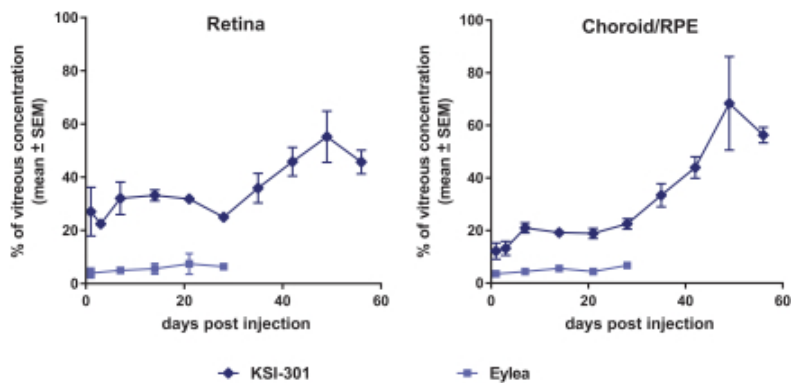 Retina
% of vitreous concentration
(mean ± SEM)
100
80
60
40
20
0
0 20 40 60
days post injection
Choroid/RPE
% of vitreous concentration
(mean ± SEM)
100
80
60
40
20
0
0 20 40 60
days post injection
KSI-301 Eylea